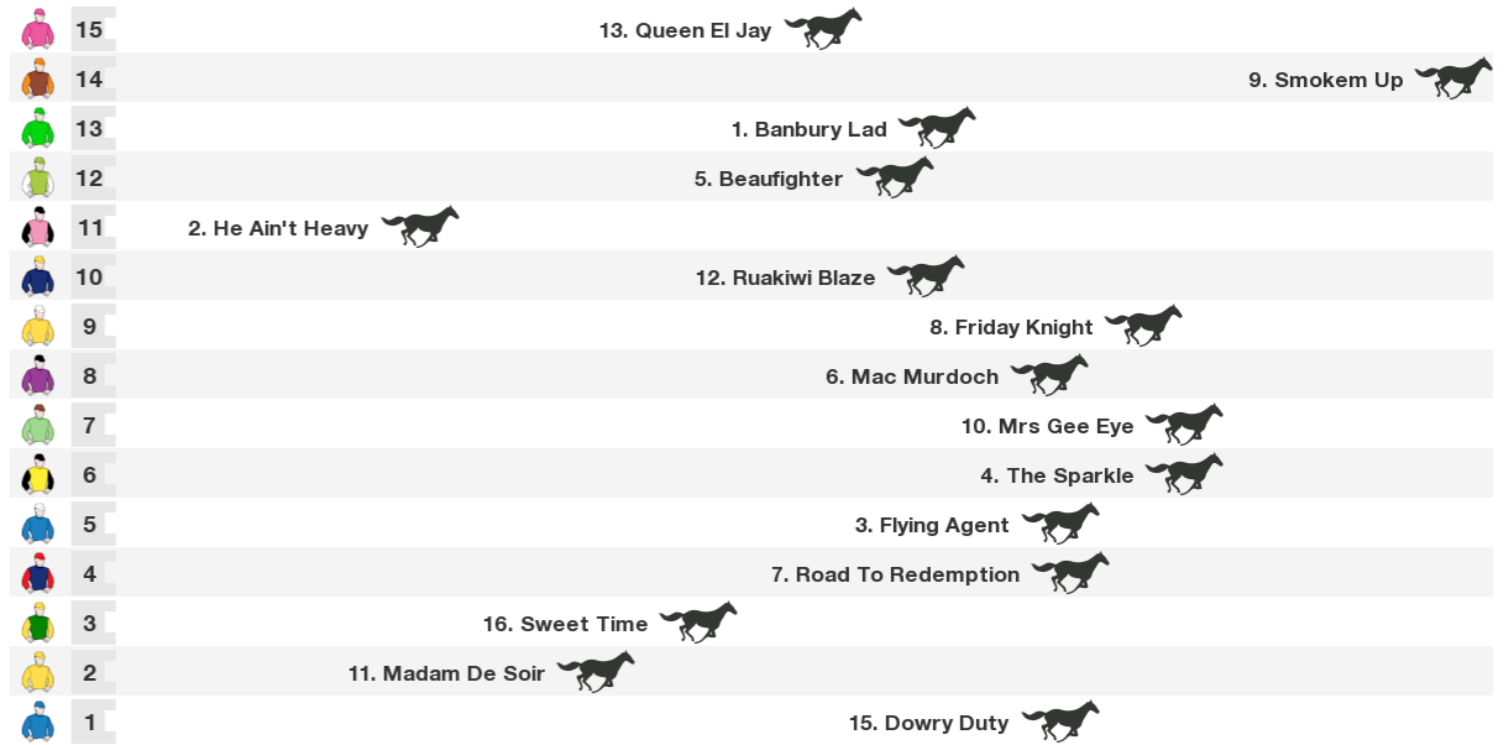 15 13. Queen El Jay
14 9. Smokem Up
13 1. Banbury Lad
12 5. Beaufighter
11 2. He Ain't Heavy
10 12. Ruakiwi Blaze
9 8. Friday Knight
8 6. Mac Murdoch
7 10. Mrs Gee Eye
6 4. The Sparkle
5 3. Flying Agent
4 7. Road To Redemption
3 16. Sweet Time
2 11. Madam De Soir
1 15. Dowry Duty